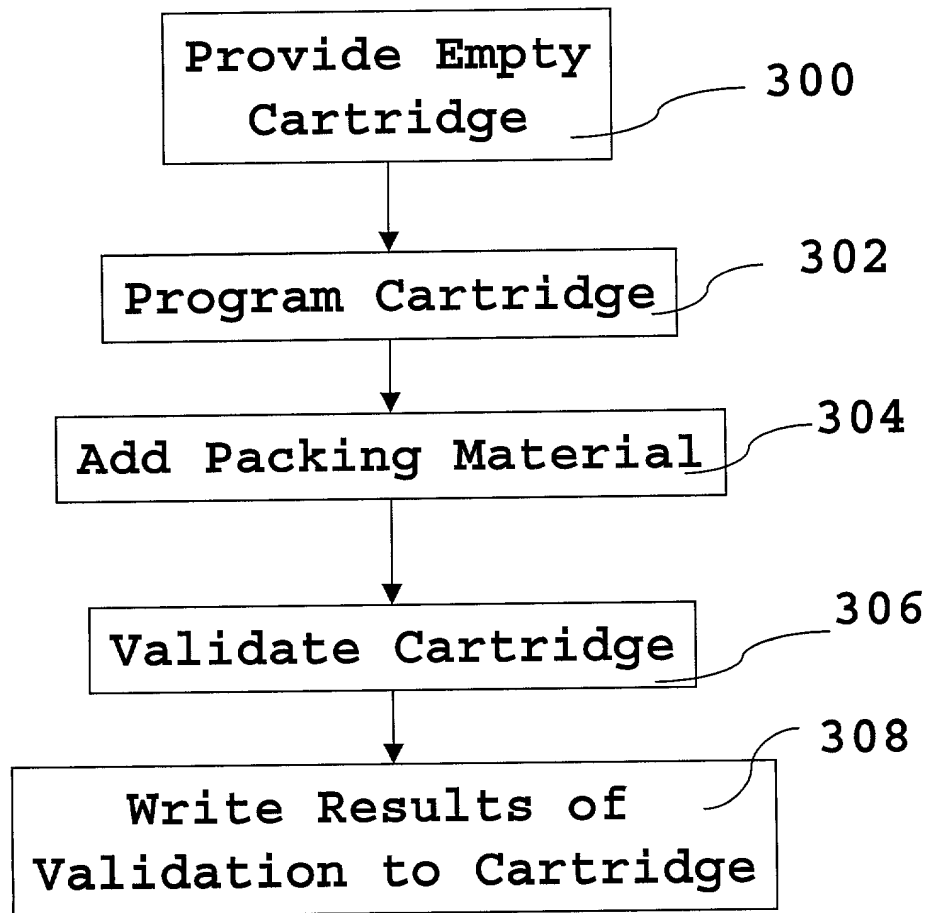 Provide Empty
Cartridge
300
Program Cartridge
302
Add Packing Material
304
Validate Cartridge
306
Write Results of
Validation to Cartridge
308